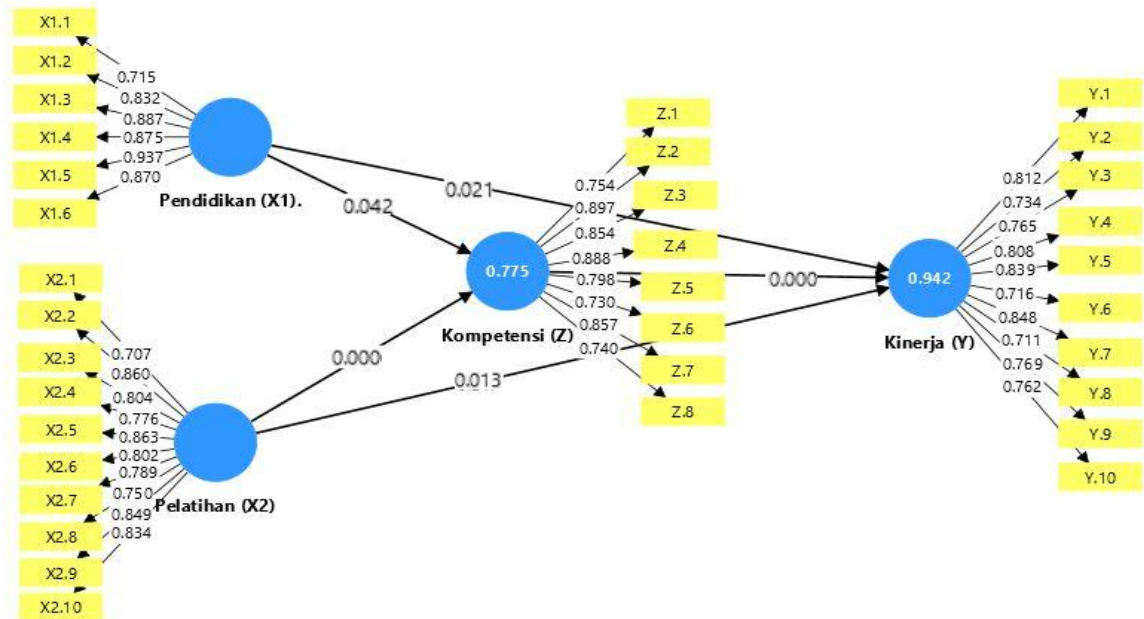 X1.1
X1.2
X1.3
X1.4
X1.5
X1.6
0.715
0.832
0.887
0.875
0.937
0.870
Pendidikan (X1).
0.021
0.042
X2.1
X2.2
X2.3
X2.4
X2.5
X2.6
X2.7
X2.8
X2.9
X2.10
0.707
0.860
0.804
0.776
0.863
0.802
0.789
0.750
0.849
0.834
Pelatihan (X2)
0.000
0.013
0.775
Kompetensi (Z)
0.754
0.897
0.854
0.888
0.798
0.730
0.857
0.740
Z.1
Z.2
Z.3
Z.4
Z.5
Z.6
Z.7
Z.8
0.000
0.942
Kinerja (Y)
0.812
0.734
0.765
0.808
0.839
0.716
0.848
0.711
0.769
0.762
Y.1
Y.2
Y.3
Y.4
Y.5
Y.6
Y.7
Y.8
Y.9
Y.10